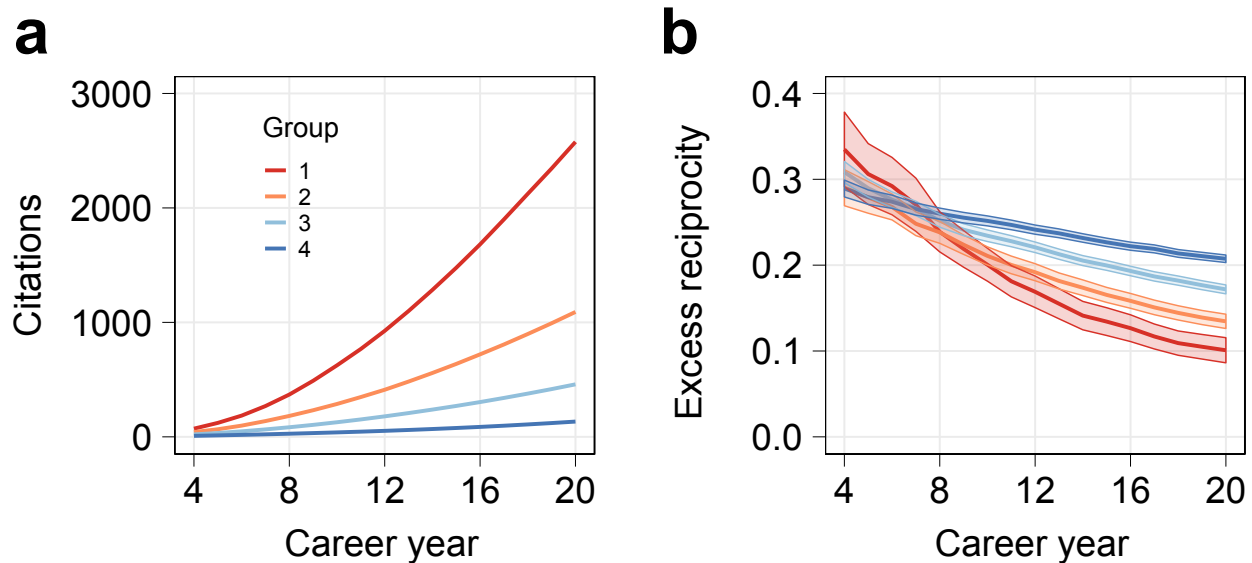 a
3000
2000
1000
0
Citations
Group
1
2
3
4
4 8 12 16 20
Career year
b
0.4
0.3
0.2
0.1
0.0
Excess reciprocity
4 8 12 16 20
Career year